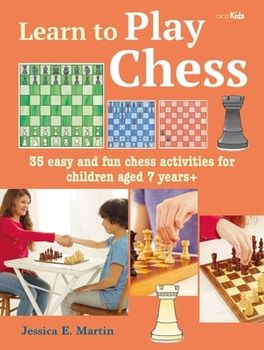 cico Kids
Learn to Play
Chess
35 easy and fun chess activities for
children aged 7 years+
Jessica E. Martin